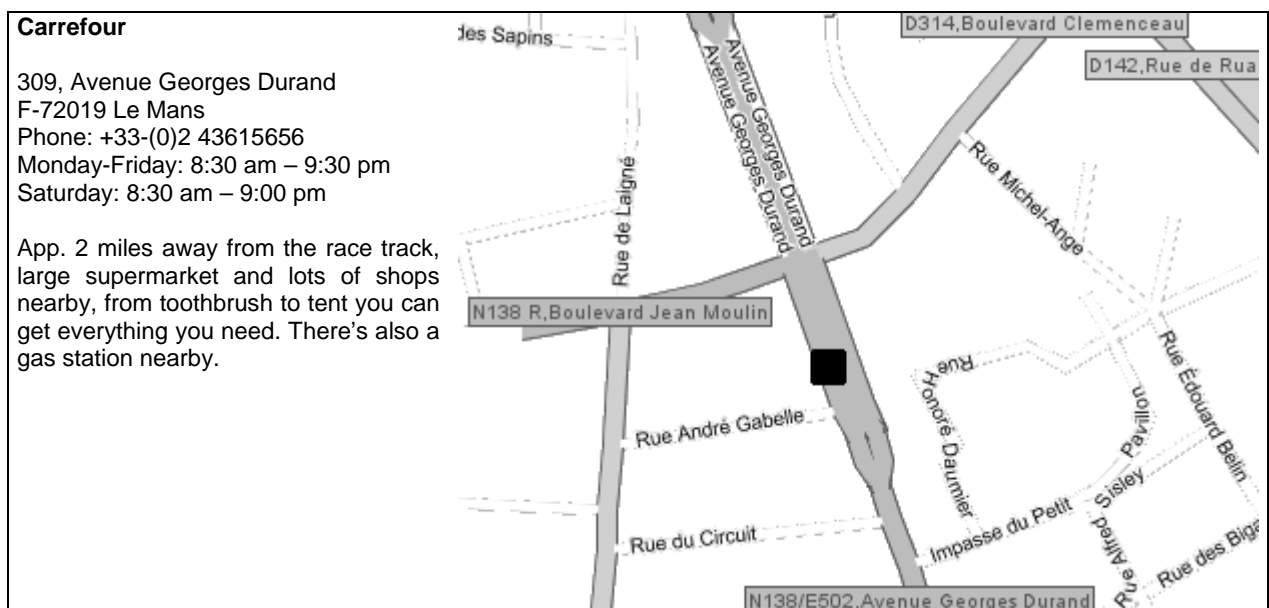 Carrefour
309, Avenue Georges Durand
F-72019 Le Mans
Phone: +33-(0)2 43615656
Monday-Friday: 8:30 am – 9:30 pm
Saturday: 8:30 am – 9:00 pm
App. 2 miles away from the race track,
large supermarket and lots of shops
nearby, from toothbrush to tent you can
get everything you need. There's also a
gas station nearby.
des Sapins
Avenue Georges Durand
Avenue Georges Durand
D314,Boulevard Clemenceau
D142,Rue de Rua
Rue de Laigné
Rue Michel-Ange
N138 R,Boulevard Jean Moulin
Rue Honoré Daumier
Rue Édouard Belin
Rue André Gabelle
Impasse du Petit Pavillon
Rue Alfred Sisley
Rue du Circuit
Rue des Biga
N138/E502,Avenue Georges Durand